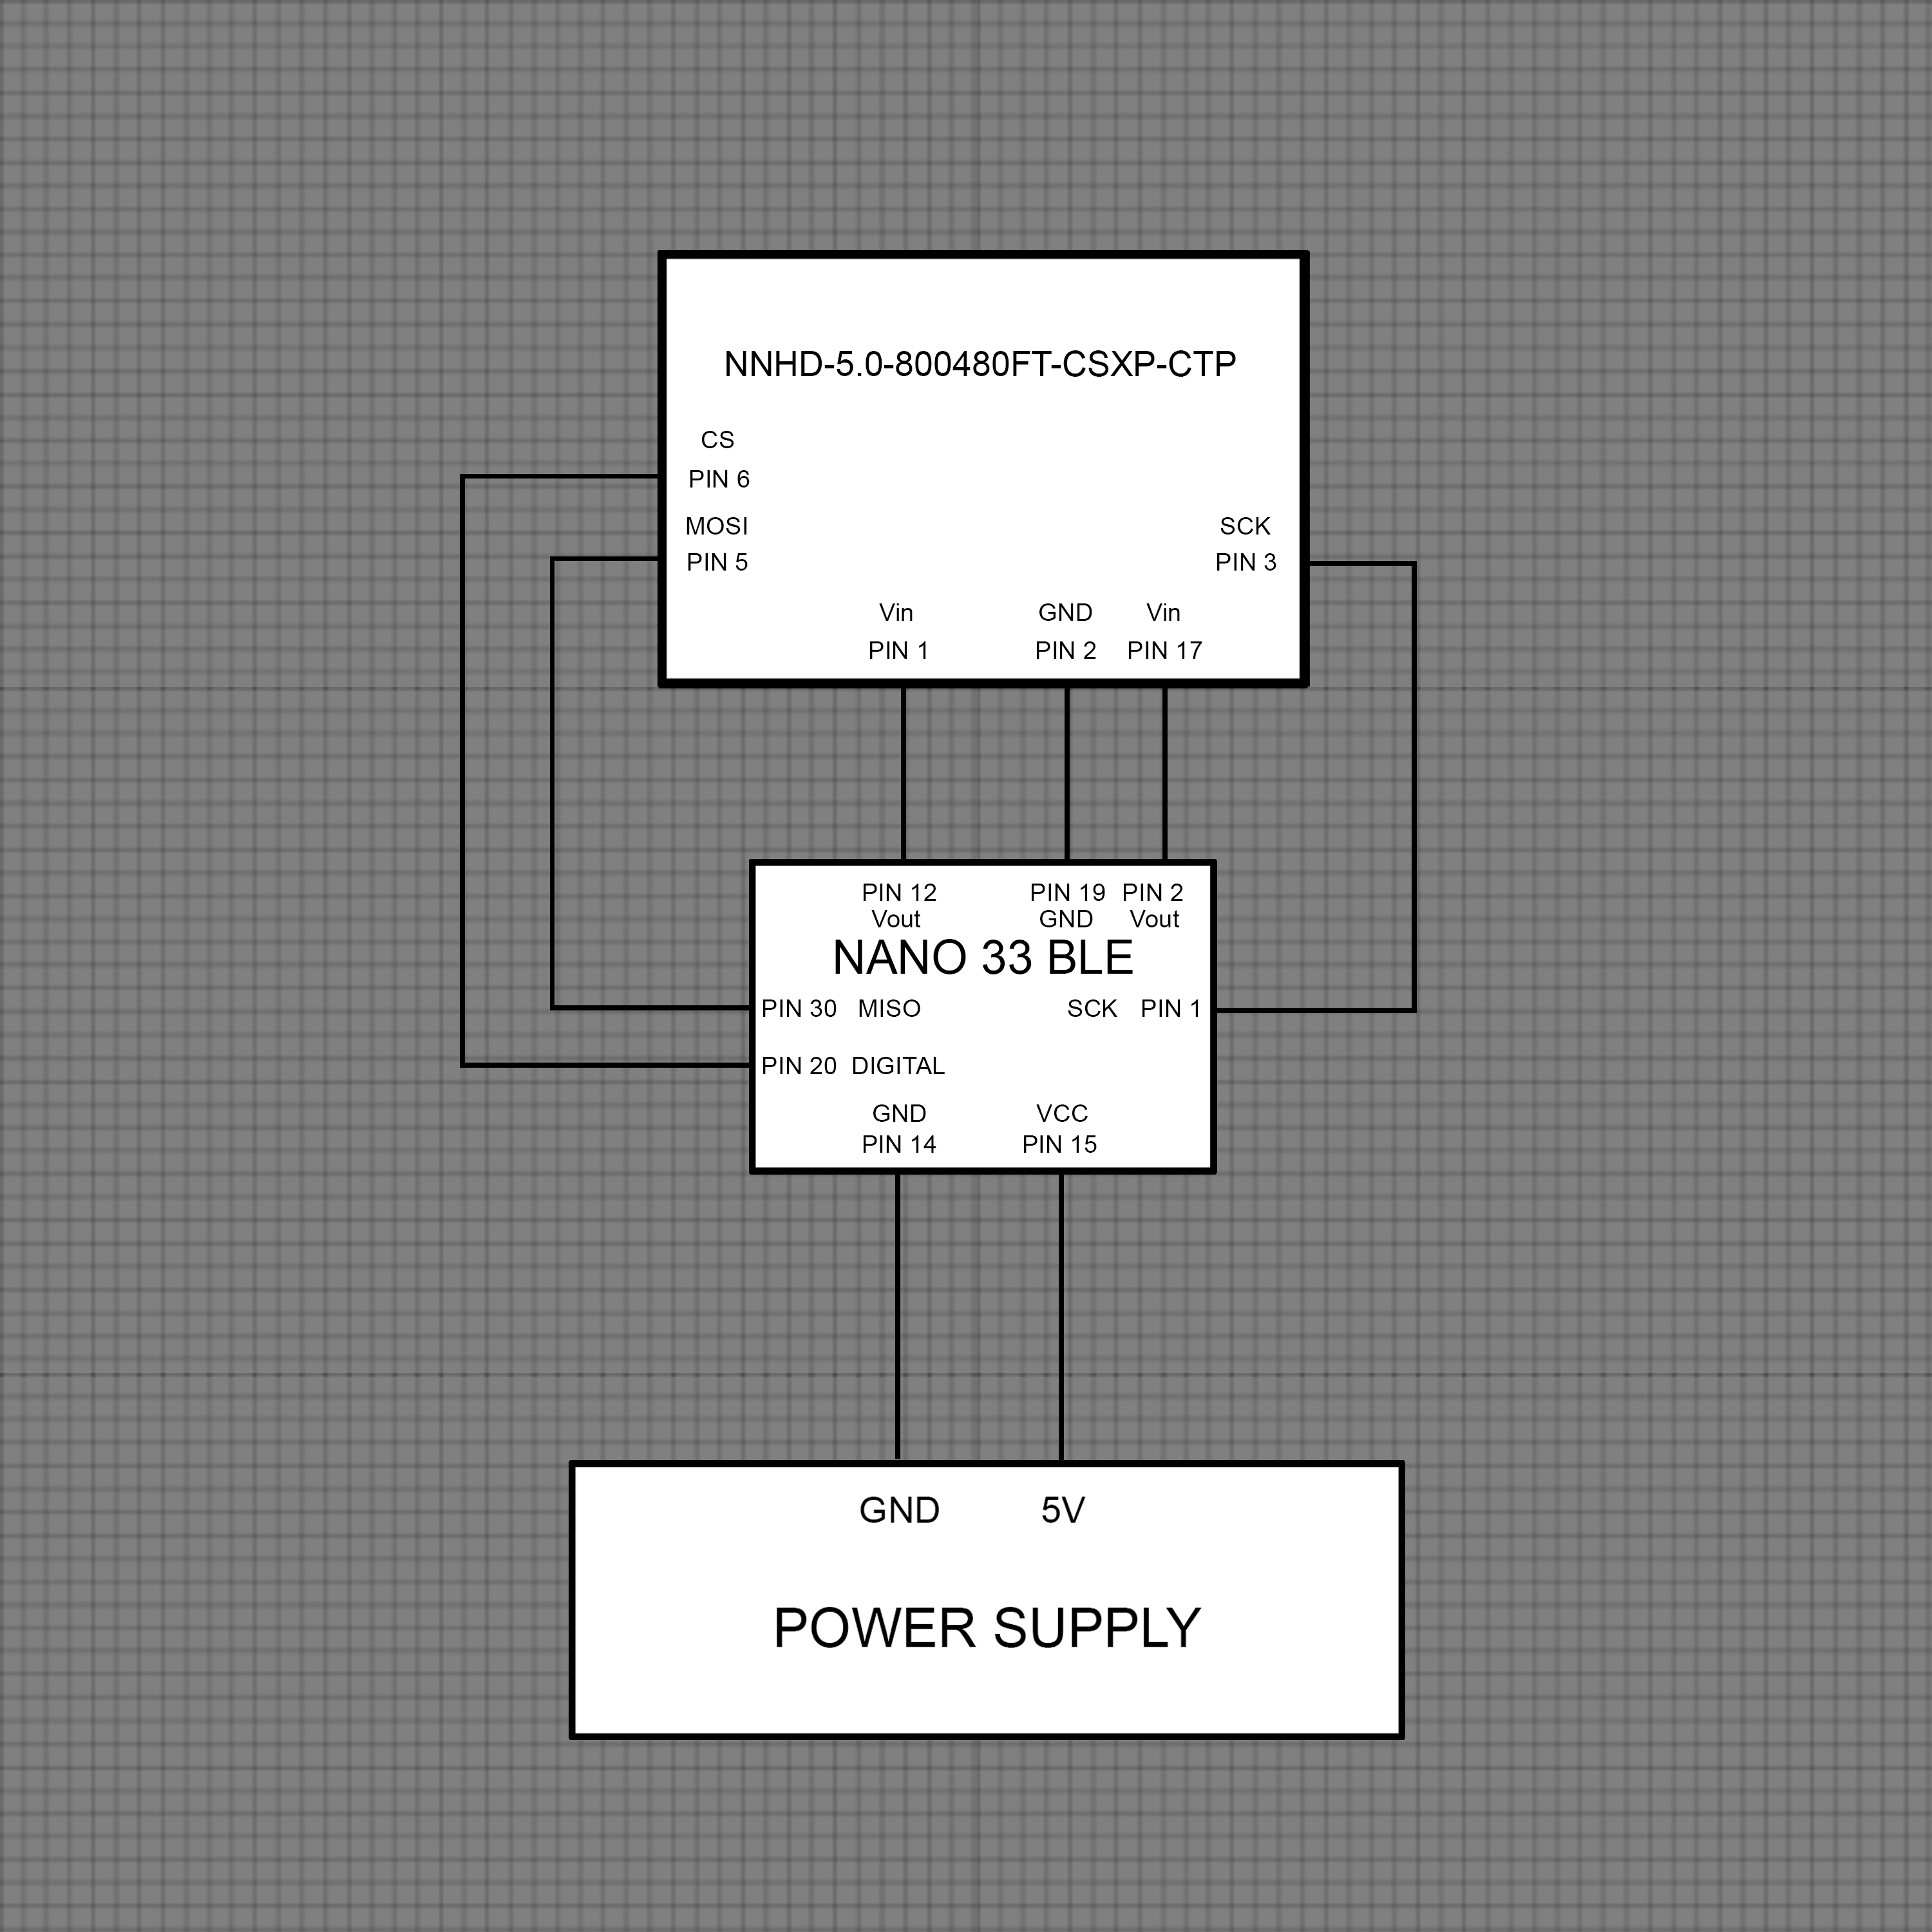 NNHD-5.0-800480FT-CSXP-CTP
CS
PIN 6
MOSI
PIN 5
SCK
PIN 3
Vin GND Vin
PIN 1 PIN 2 PIN 17
PIN 12 PIN 19 PIN 2
Vout GND Vout
NANO 33 BLE
PIN 30 MISO SCK PIN 1
PIN 20 DIGITAL
GND VCC
PIN 14 PIN 15
GND 5V
POWER SUPPLY